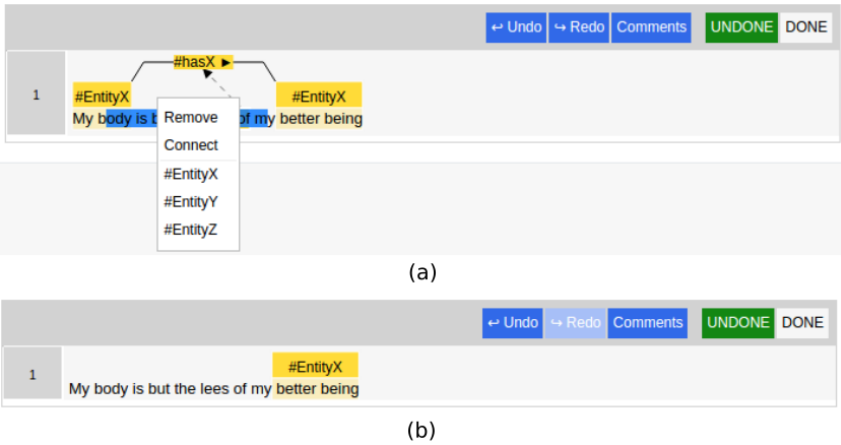 ↩ Undo ↪ Redo Comments UNDONE DONE
#hasX ►
1 #EntityX #EntityX
My body is b of my better being
Remove
Connect
#EntityX
#EntityY
#EntityZ
(a)
↩ Undo ↪ Redo Comments UNDONE DONE
#EntityX
1
My body is but the lees of my better being
(b)